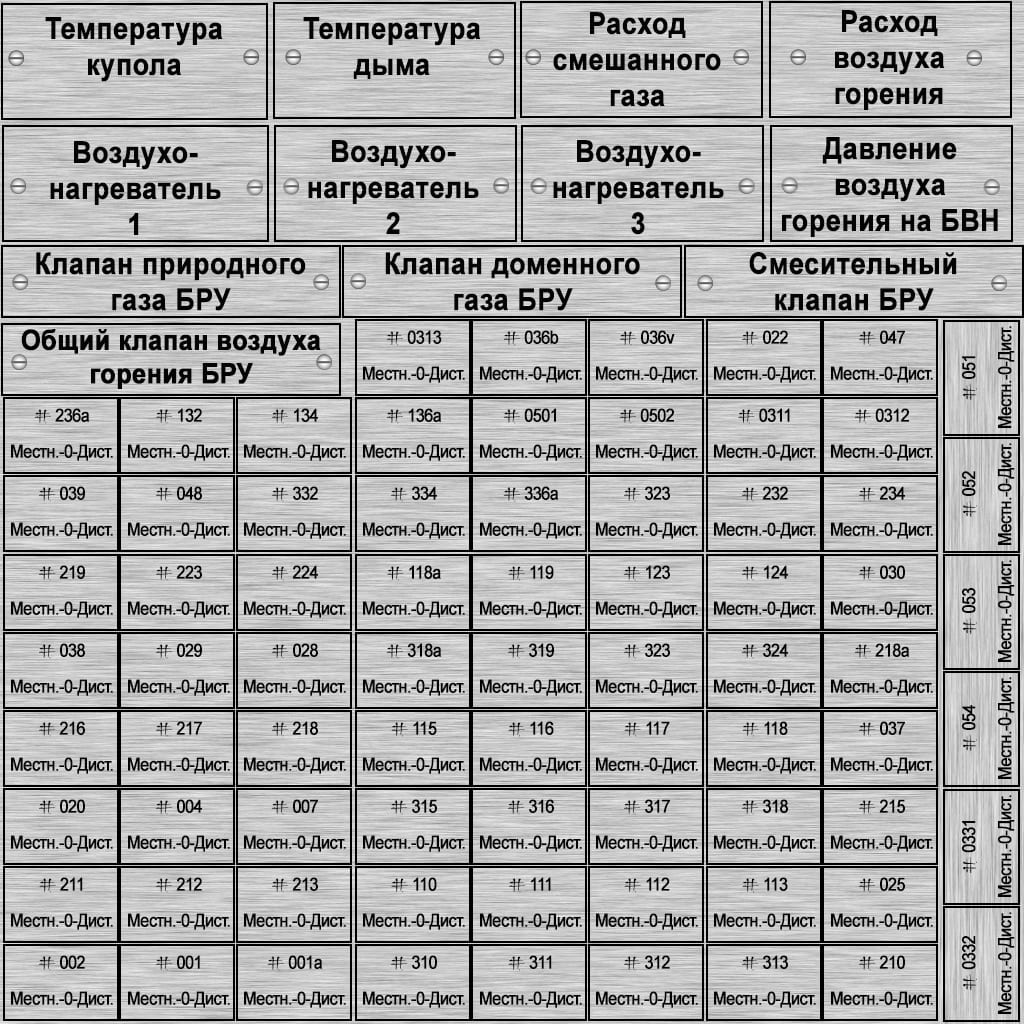 Температура
купола
Температура
дыма
Расход
смешанного
газа
Расход
воздуха
горения
Воздухо-
нагреватель
1
Воздухо-
нагреватель
2
Воздухо-
нагреватель
3
Давление
воздуха
горения на БВН
Клапан природного
газа БРУ
Клапан доменного
газа БРУ
Смесительный
клапан БРУ
Общий клапан воздуха
горения БРУ
# 0313
Местн.-0-Дист.
# 036b
Местн.-0-Дист.
# 036v
Местн.-0-Дист.
# 022
Местн.-0-Дист.
# 047
Местн.-0-Дист.
# 236a
Местн.-0-Дист.
# 132
Местн.-0-Дист.
# 134
Местн.-0-Дист.
# 136a
Местн.-0-Дист.
# 0501
Местн.-0-Дист.
# 0502
Местн.-0-Дист.
# 0311
Местн.-0-Дист.
# 0312
Местн.-0-Дист.
# 039
Местн.-0-Дист.
# 048
Местн.-0-Дист.
# 332
Местн.-0-Дист.
# 334
Местн.-0-Дист.
# 336a
Местн.-0-Дист.
# 323
Местн.-0-Дист.
# 232
Местн.-0-Дист.
# 234
Местн.-0-Дист.
# 219
Местн.-0-Дист.
# 223
Местн.-0-Дист.
# 224
Местн.-0-Дист.
# 118a
Местн.-0-Дист.
# 119
Местн.-0-Дист.
# 123
Местн.-0-Дист.
# 124
Местн.-0-Дист.
# 030
Местн.-0-Дист.
# 038
Местн.-0-Дист.
# 029
Местн.-0-Дист.
# 028
Местн.-0-Дист.
# 318a
Местн.-0-Дист.
# 319
Местн.-0-Дист.
# 323
Местн.-0-Дист.
# 324
Местн.-0-Дист.
# 218a
Местн.-0-Дист.
# 216
Местн.-0-Дист.
# 217
Местн.-0-Дист.
# 218
Местн.-0-Дист.
# 115
Местн.-0-Дист.
# 116
Местн.-0-Дист.
# 117
Местн.-0-Дист.
# 118
Местн.-0-Дист.
# 037
Местн.-0-Дист.
# 020
Местн.-0-Дист.
# 004
Местн.-0-Дист.
# 007
Местн.-0-Дист.
# 315
Местн.-0-Дист.
# 316
Местн.-0-Дист.
# 317
Местн.-0-Дист.
# 318
Местн.-0-Дист.
# 215
Местн.-0-Дист.
# 211
Местн.-0-Дист.
# 212
Местн.-0-Дист.
# 213
Местн.-0-Дист.
# 110
Местн.-0-Дист.
# 111
Местн.-0-Дист.
# 112
Местн.-0-Дист.
# 113
Местн.-0-Дист.
# 025
Местн.-0-Дист.
# 002
Местн.-0-Дист.
# 001
Местн.-0-Дист.
# 001a
Местн.-0-Дист.
# 310
Местн.-0-Дист.
# 311
Местн.-0-Дист.
# 312
Местн.-0-Дист.
# 313
Местн.-0-Дист.
# 210
Местн.-0-Дист.
# 051
Местн.-0-Дист.
# 052
Местн.-0-Дист.
# 053
Местн.-0-Дист.
# 054
Местн.-0-Дист.
# 0331
Местн.-0-Дист.
# 0332
Местн.-0-Дист.